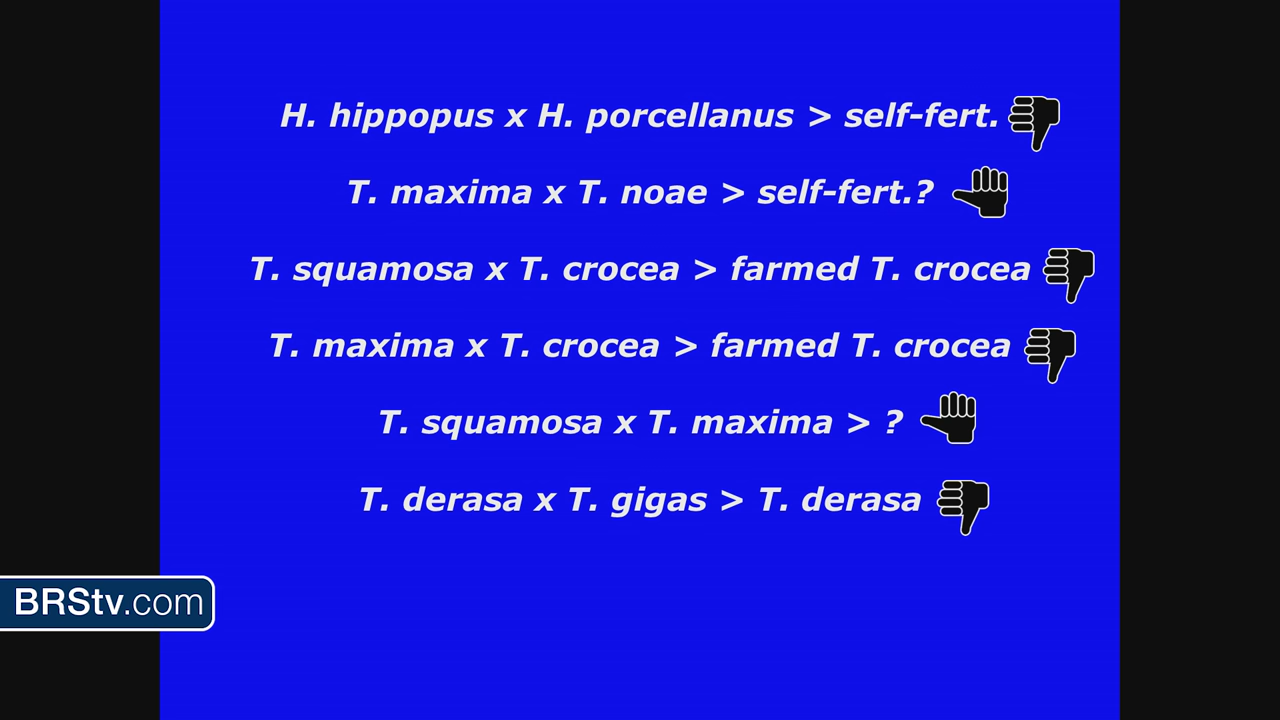 H. hippopus x H. porcellanus > self-fert.
T. maxima x T. noae > self-fert.?
T. squamosa x T. crocea > farmed T. crocea
T. maxima x T. crocea > farmed T. crocea
T. squamosa x T. maxima > ?
T. derasa x T. gigas > T. derasa
BRStv.com